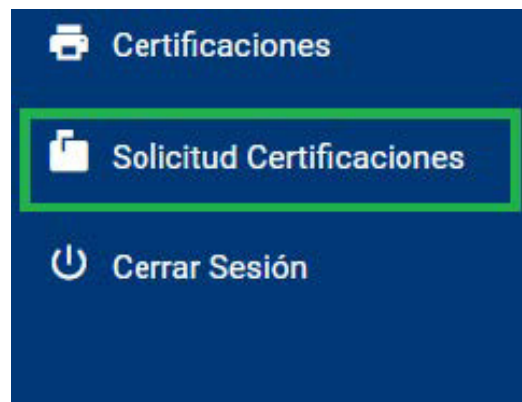 Certificaciones
Solicitud Certificaciones
Cerrar Sesión